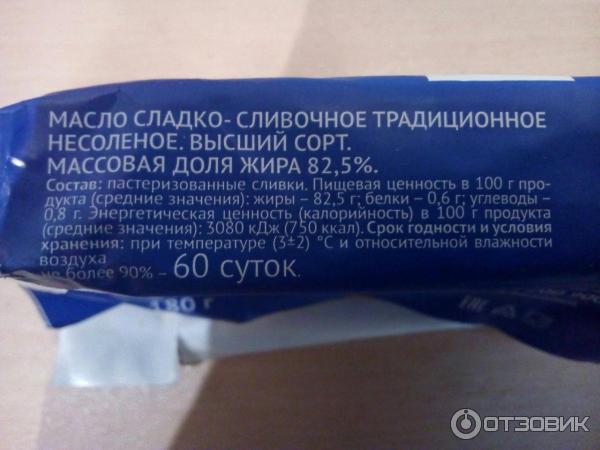 МАСЛО СЛАДКО- СЛИВОЧНОЕ ТРАДИЦИОННОЕ
НЕСОЛЕНОЕ. ВЫСШИЙ СОРТ.
МАССОВАЯ ДОЛЯ ЖИРА 82,5%.
Состав: пастеризованные сливки. Пищевая ценность в 100 г про-
дукта (средние значения): жиры – 82,5 г; белки – 0,6 г; углеводы –
0,8 г. Энергетическая ценность (калорийность) в 100 г продукта
(средние значения): 3080 кДж (750 ккал). Срок годности и условия
хранения: при температуре (3±2) °С и относительной влажности
воздуха
не более 90% – 60 суток.
180 г
ОТЗОВИК